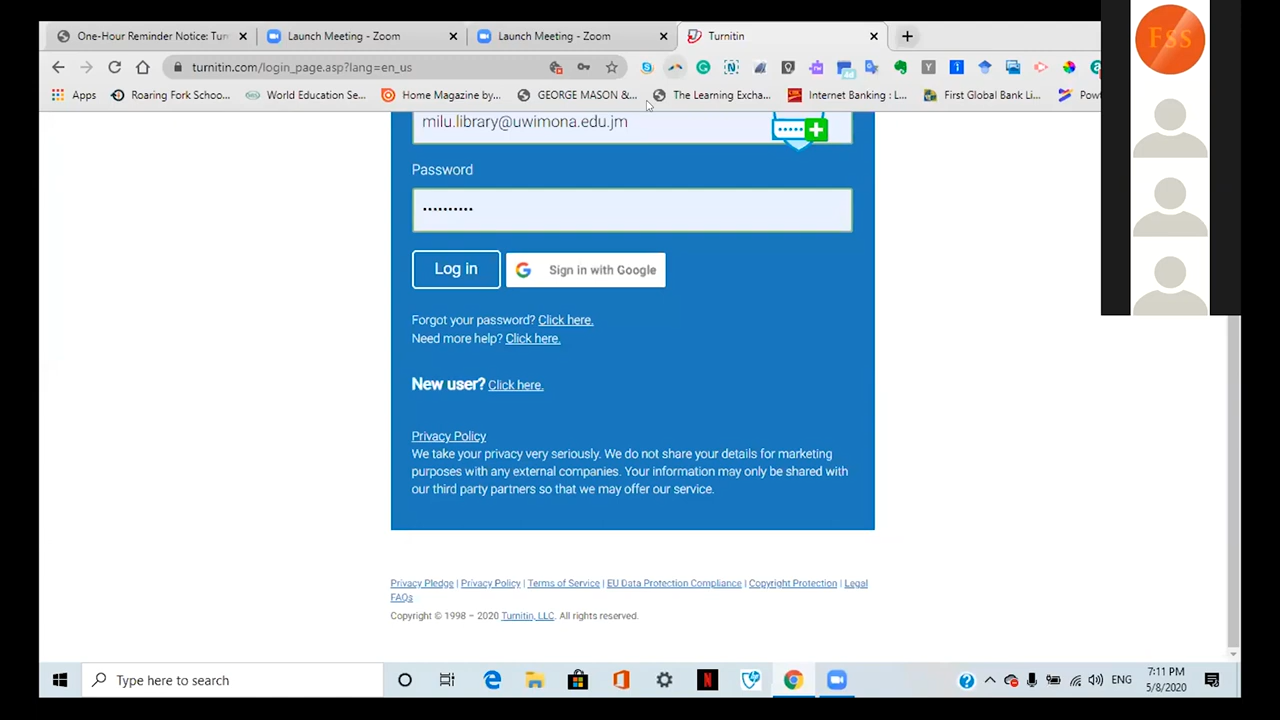 One-Hour Reminder Notice: Turn
Launch Meeting - Zoom
Launch Meeting - Zoom
Turnitin
Fss
turnitin.com/login_page.asp?lang=en_us
Apps
Roaring Fork Schoo...
World Education Se...
Home Magazine by...
GEORGE MASON &...
The Learning Excha...
Internet Banking : L...
First Global Bank Li...
milu.library@uwimona.edu.jm
Password
Log in
Sign in with Google
Forgot your password? Click here.
Need more help? Click here.
New user? Click here.
Privacy Policy
We take your privacy very seriously. We do not share your details for marketing
purposes with any external companies. Your information may only be shared with
our third party partners so that we may offer our service.
Privacy Pledge | Privacy Policy | Terms of Service | EU Data Protection Compliance | Copyright Protection | Legal
FAQs
Copyright © 1998 – 2020 Turnitin, LLC. All rights reserved.
Type here to search
ENG
7:11 PM
5/8/2020